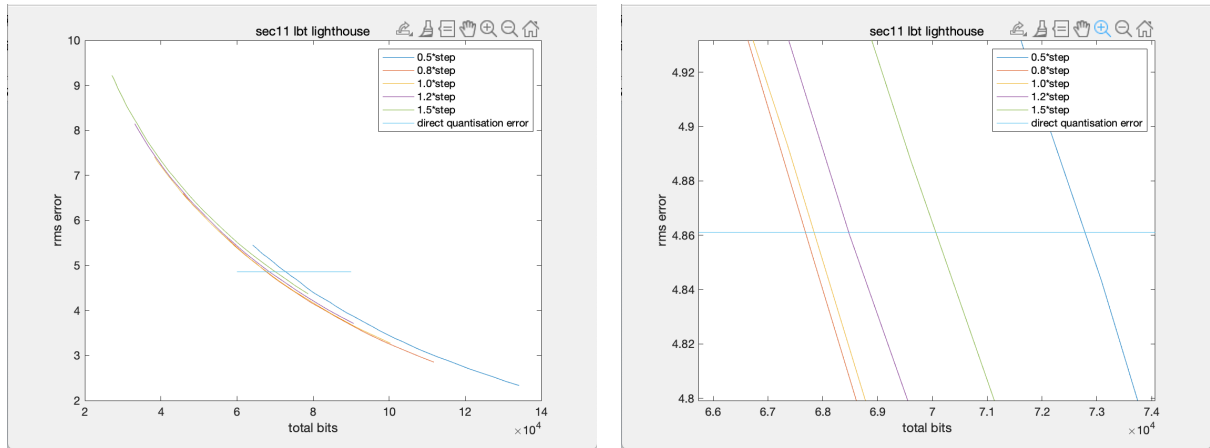 sec11 lbt lighthouse
10
9
8
7
6
5
4
3
2
rms error
0.5*step
0.8*step
1.0*step
1.2*step
1.5*step
direct quantisation error
2 4 6 8 10 12 14
total bits
×10⁴
sec11 lbt lighthouse
4.92
4.9
4.88
4.86
4.84
4.82
4.8
rms error
0.5*step
0.8*step
1.0*step
1.2*step
1.5*step
direct quantisation error
6.6 6.7 6.8 6.9 7 7.1 7.2 7.3 7.4
total bits
×10⁴